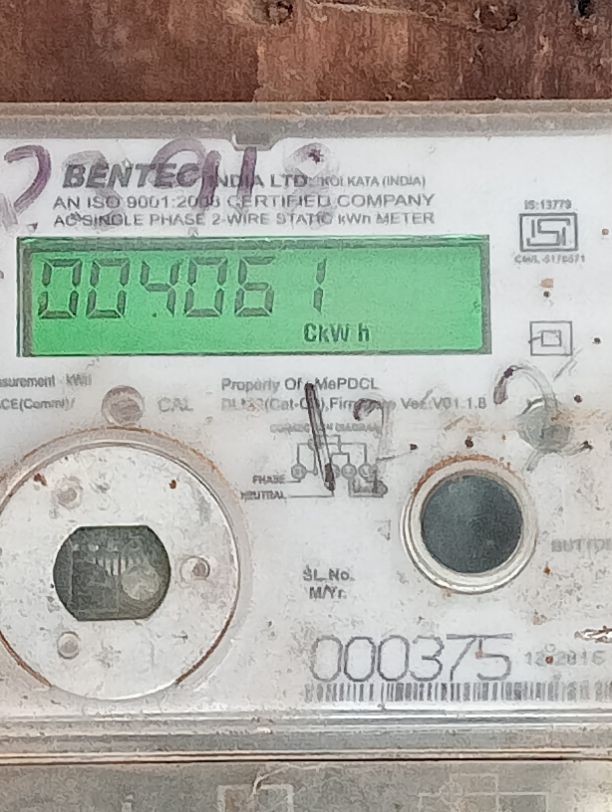 BENTEC INDIA LTD. KOLKATA (INDIA)
AN ISO 9001:2008 CERTIFIED COMPANY
AC SINGLE PHASE 2-WIRE STATIC kWh METER
IS:13779
ISI
004061
CkW h
Property Of MePDCL
CAL
PHASE
NEUTRAL
SL.No.
M/Yr.
000375 12-2016